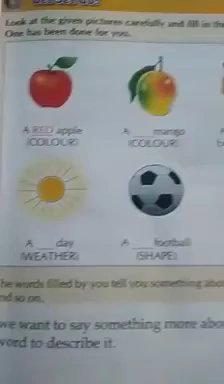 Look at the given pictures carefully and fill in the
One has been done for you.
A RED apple
(COLOUR)
A ___ mango
(COLOUR)
A ___ day
(WEATHER)
A ___ football
(SHAPE)
he words filled by you tell you something abou
nd so on.
we want to say something more abou
word to describe it.